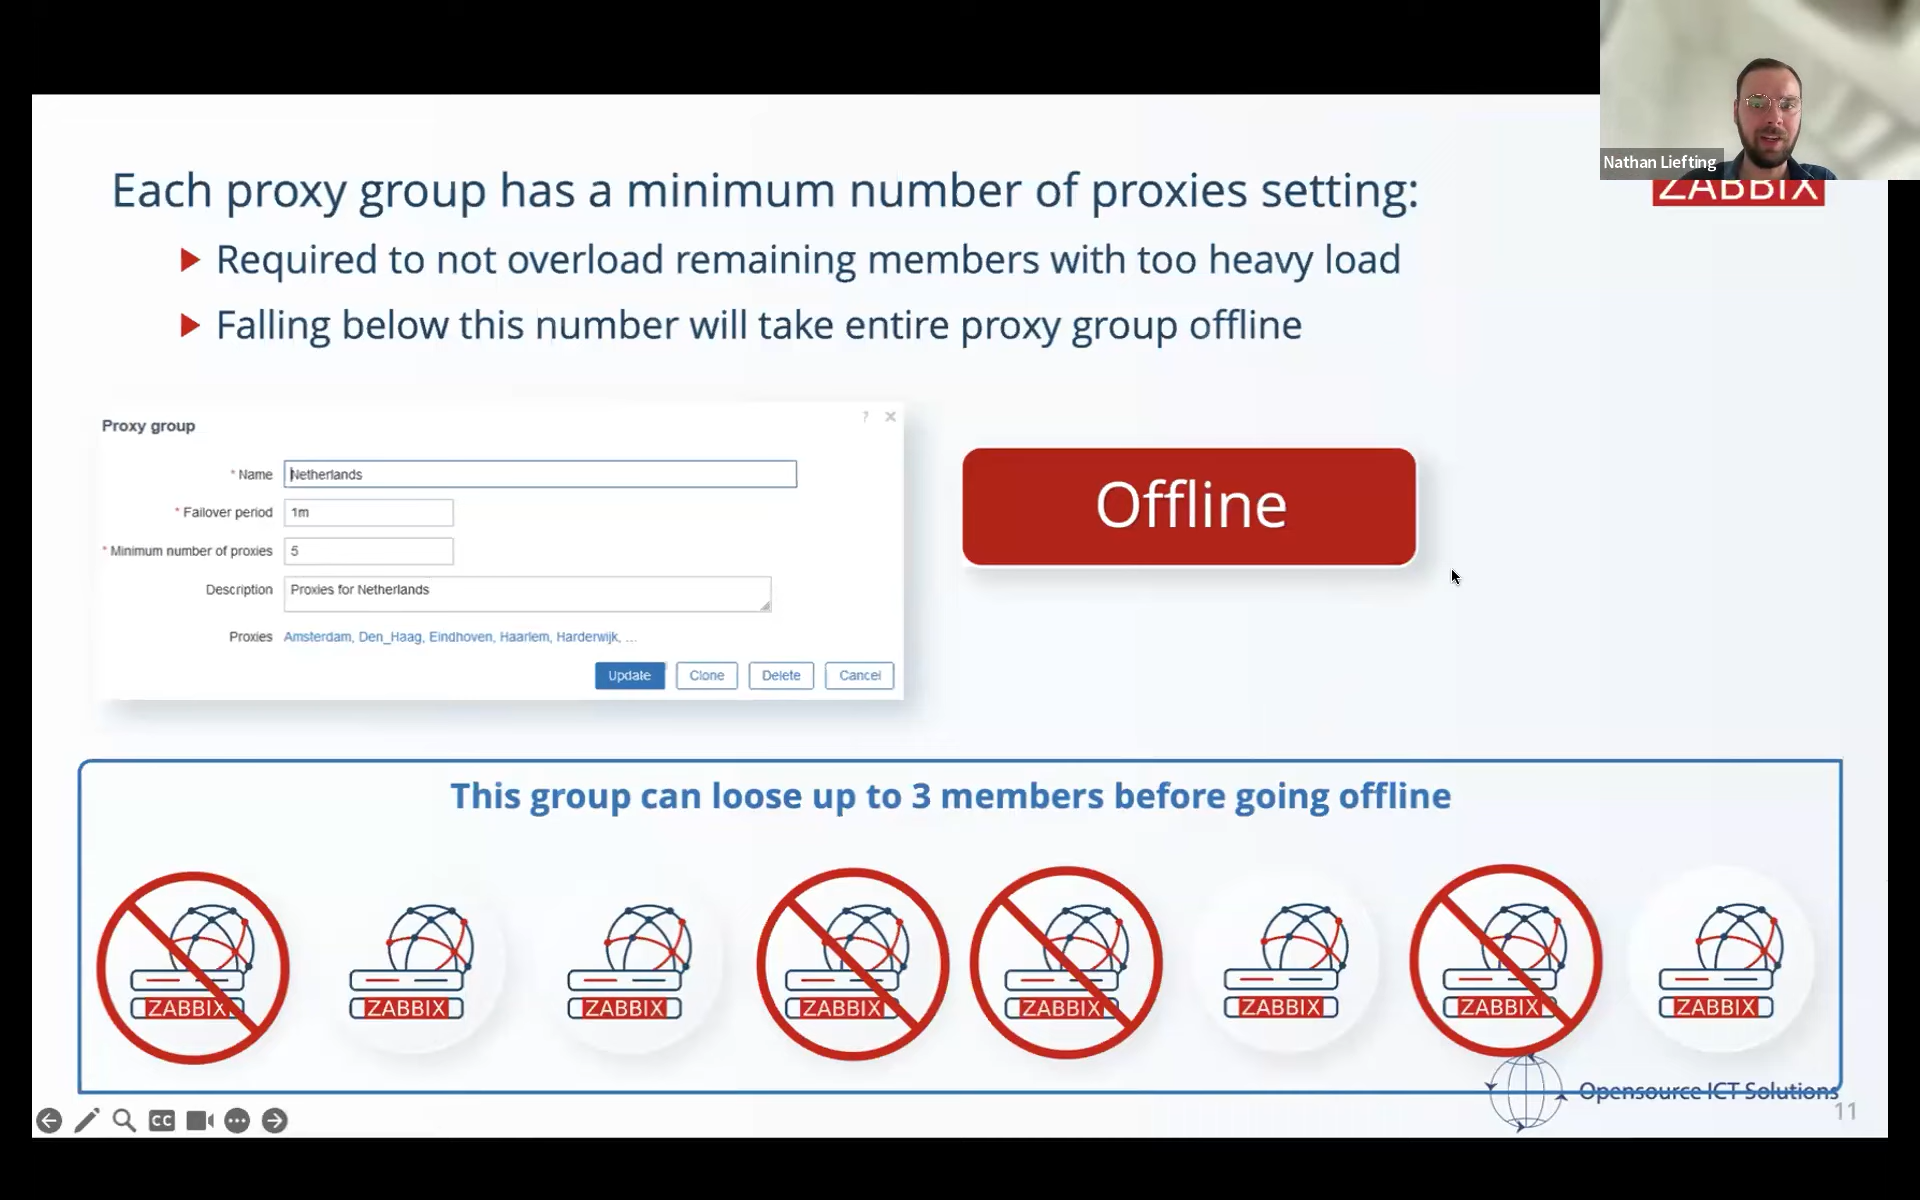 Nathan Liefting
ZABBIX
Each proxy group has a minimum number of proxies setting:
Required to not overload remaining members with too heavy load
Falling below this number will take entire proxy group offline
Proxy group
?
* Name Netherlands
* Failover period 1m
* Minimum number of proxies 5
Description Proxies for Netherlands
Proxies Amsterdam, Den_Haag, Eindhoven, Haarlem, Harderwijk, ...
Update Clone Delete Cancel
Offline
This group can loose up to 3 members before going offline
ZABBIX ZABBIX ZABBIX ZABBIX ZABBIX ZABBIX ZABBIX ZABBIX
Opensource ICT Solutions
11
CC